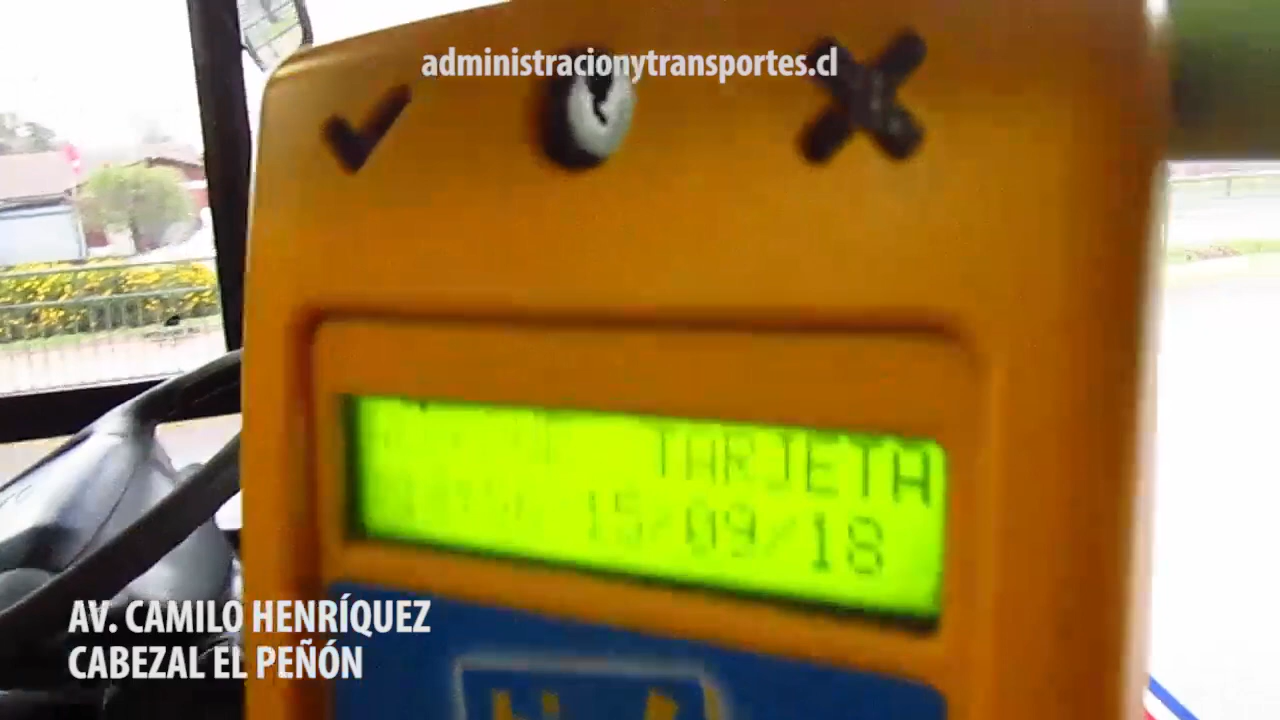 administracionytransportes.cl
TARJETA
15/09/18
AV. CAMILO HENRÍQUEZ
CABEZAL EL PEÑÓN